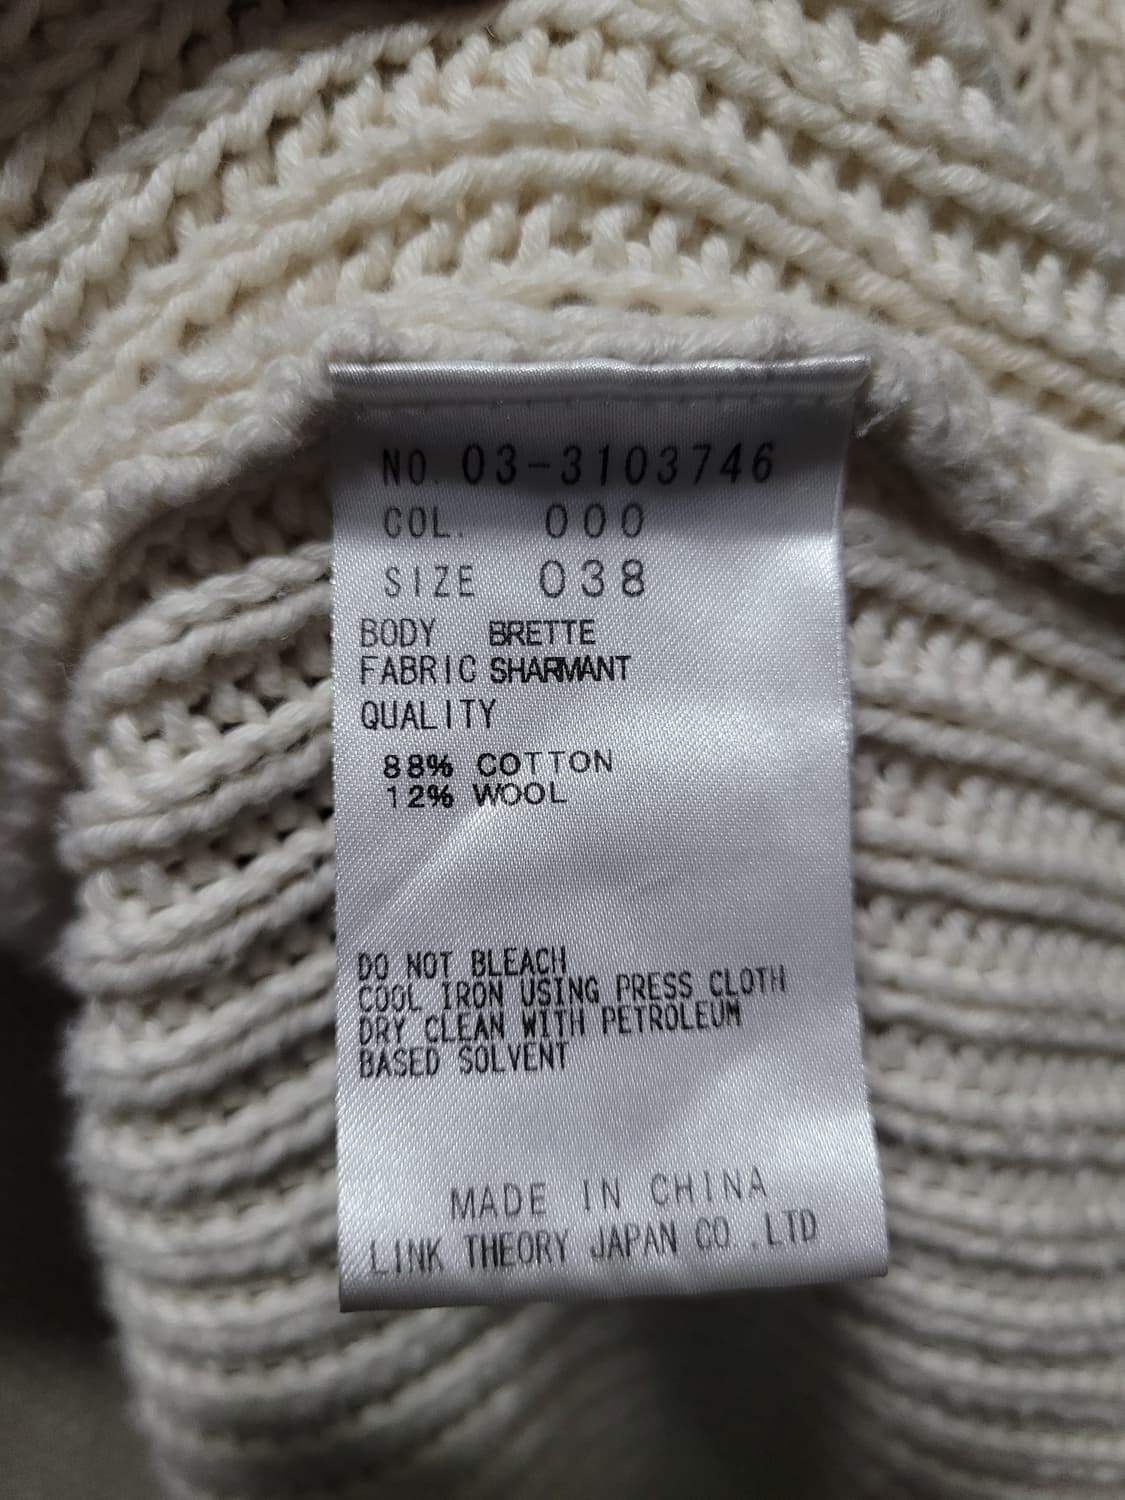 NO. 03-3103746
COL. 000
SIZE 038
BODY BRETTE
FABRIC SHARMANT
QUALITY
88% COTTON
12% WOOL
DO NOT BLEACH
COOL IRON USING PRESS CLOTH
DRY CLEAN WITH PETROLEUM
BASED SOLVENT
MADE IN CHINA
LINK THEORY JAPAN CO.,LTD